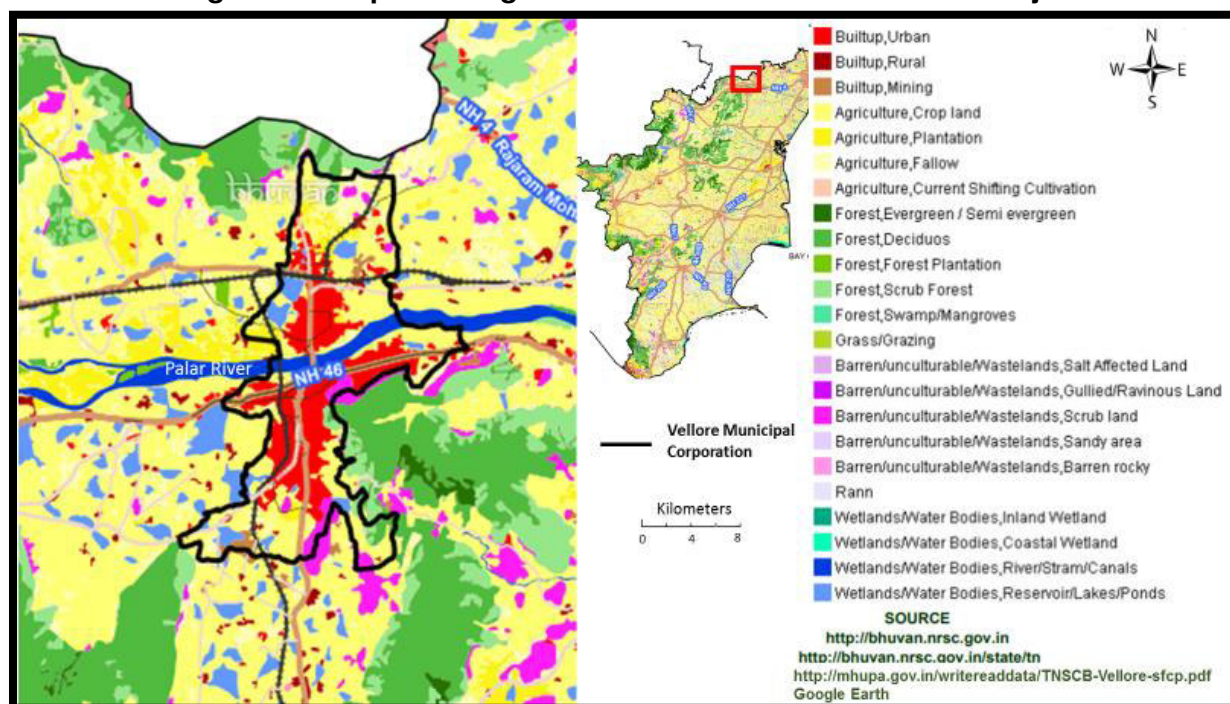 NH 4
Rajaram Moh
bhuvan
Palar River
NH 46
BAY
Vellore Municipal
Corporation
Kilometers
0 4 8
N
W E
S
Builtup,Urban
Builtup,Rural
Builtup,Mining
Agriculture,Crop land
Agriculture,Plantation
Agriculture,Fallow
Agriculture,Current Shifting Cultivation
Forest,Evergreen / Semi evergreen
Forest,Deciduos
Forest,Forest Plantation
Forest,Scrub Forest
Forest,Swamp/Mangroves
Grass/Grazing
Barren/unculturable/Wastelands,Salt Affected Land
Barren/unculturable/Wastelands,Gullied/Ravinous Land
Barren/unculturable/Wastelands,Scrub land
Barren/unculturable/Wastelands,Sandy area
Barren/unculturable/Wastelands,Barren rocky
Rann
Wetlands/Water Bodies,Inland Wetland
Wetlands/Water Bodies,Coastal Wetland
Wetlands/Water Bodies,River/Stram/Canals
Wetlands/Water Bodies,Reservoir/Lakes/Ponds
SOURCE
http://bhuvan.nrsc.gov.in
http://bhuvan.nrsc.gov.in/state/tn
http://mhupa.gov.in/writereaddata/TNSCB-Vellore-sfcp.pdf
Google Earth